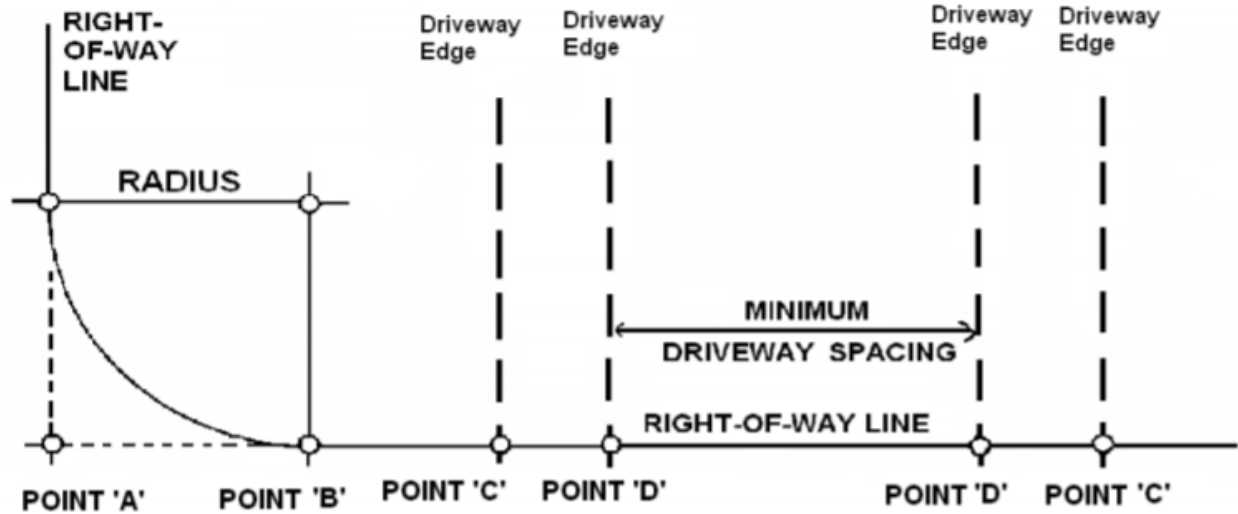 RIGHT-
OF-WAY
LINE
Driveway
Edge
Driveway
Edge
Driveway
Edge
Driveway
Edge
RADIUS
MINIMUM
DRIVEWAY SPACING
RIGHT-OF-WAY LINE
POINT 'A'
POINT 'B'
POINT 'C'
POINT 'D'
POINT 'D'
POINT 'C'